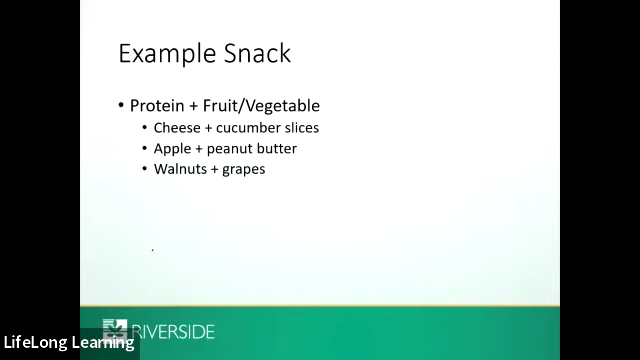 Example Snack
• Protein + Fruit/Vegetable
• Cheese + cucumber slices
• Apple + peanut butter
• Walnuts + grapes
RIVERSIDE
LifeLong Learning